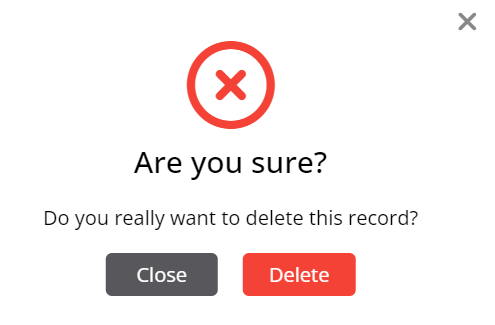 Are you sure?
Do you really want to delete this record?
Close
Delete